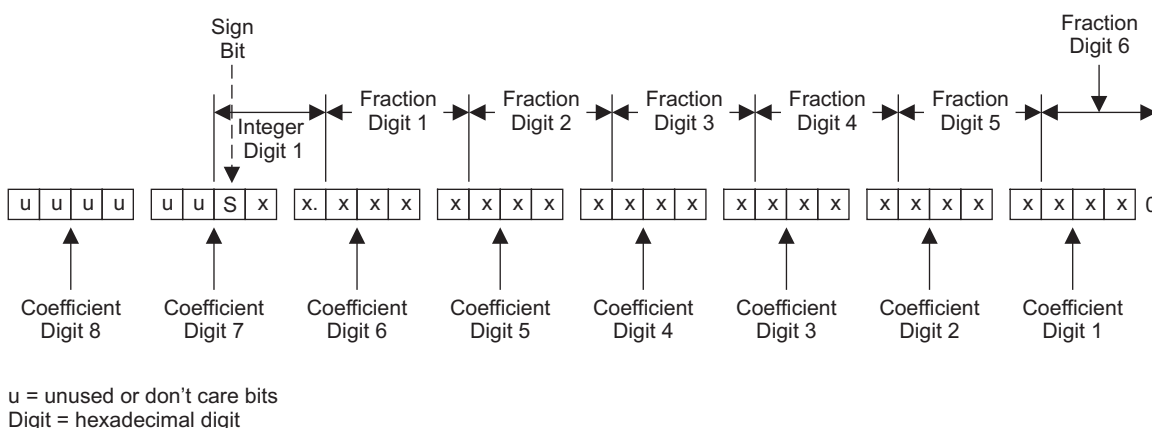 Sign
Bit
Fraction
Digit 6
Integer
Digit 1
Fraction
Digit 1
Fraction
Digit 2
Fraction
Digit 3
Fraction
Digit 4
Fraction
Digit 5
u u u u u u S x x. x x x x x x x x x x x x x x x x x x x x x x x 0
Coefficient
Digit 8
Coefficient
Digit 7
Coefficient
Digit 6
Coefficient
Digit 5
Coefficient
Digit 4
Coefficient
Digit 3
Coefficient
Digit 2
Coefficient
Digit 1
u = unused or don't care bits
Digit = hexadecimal digit